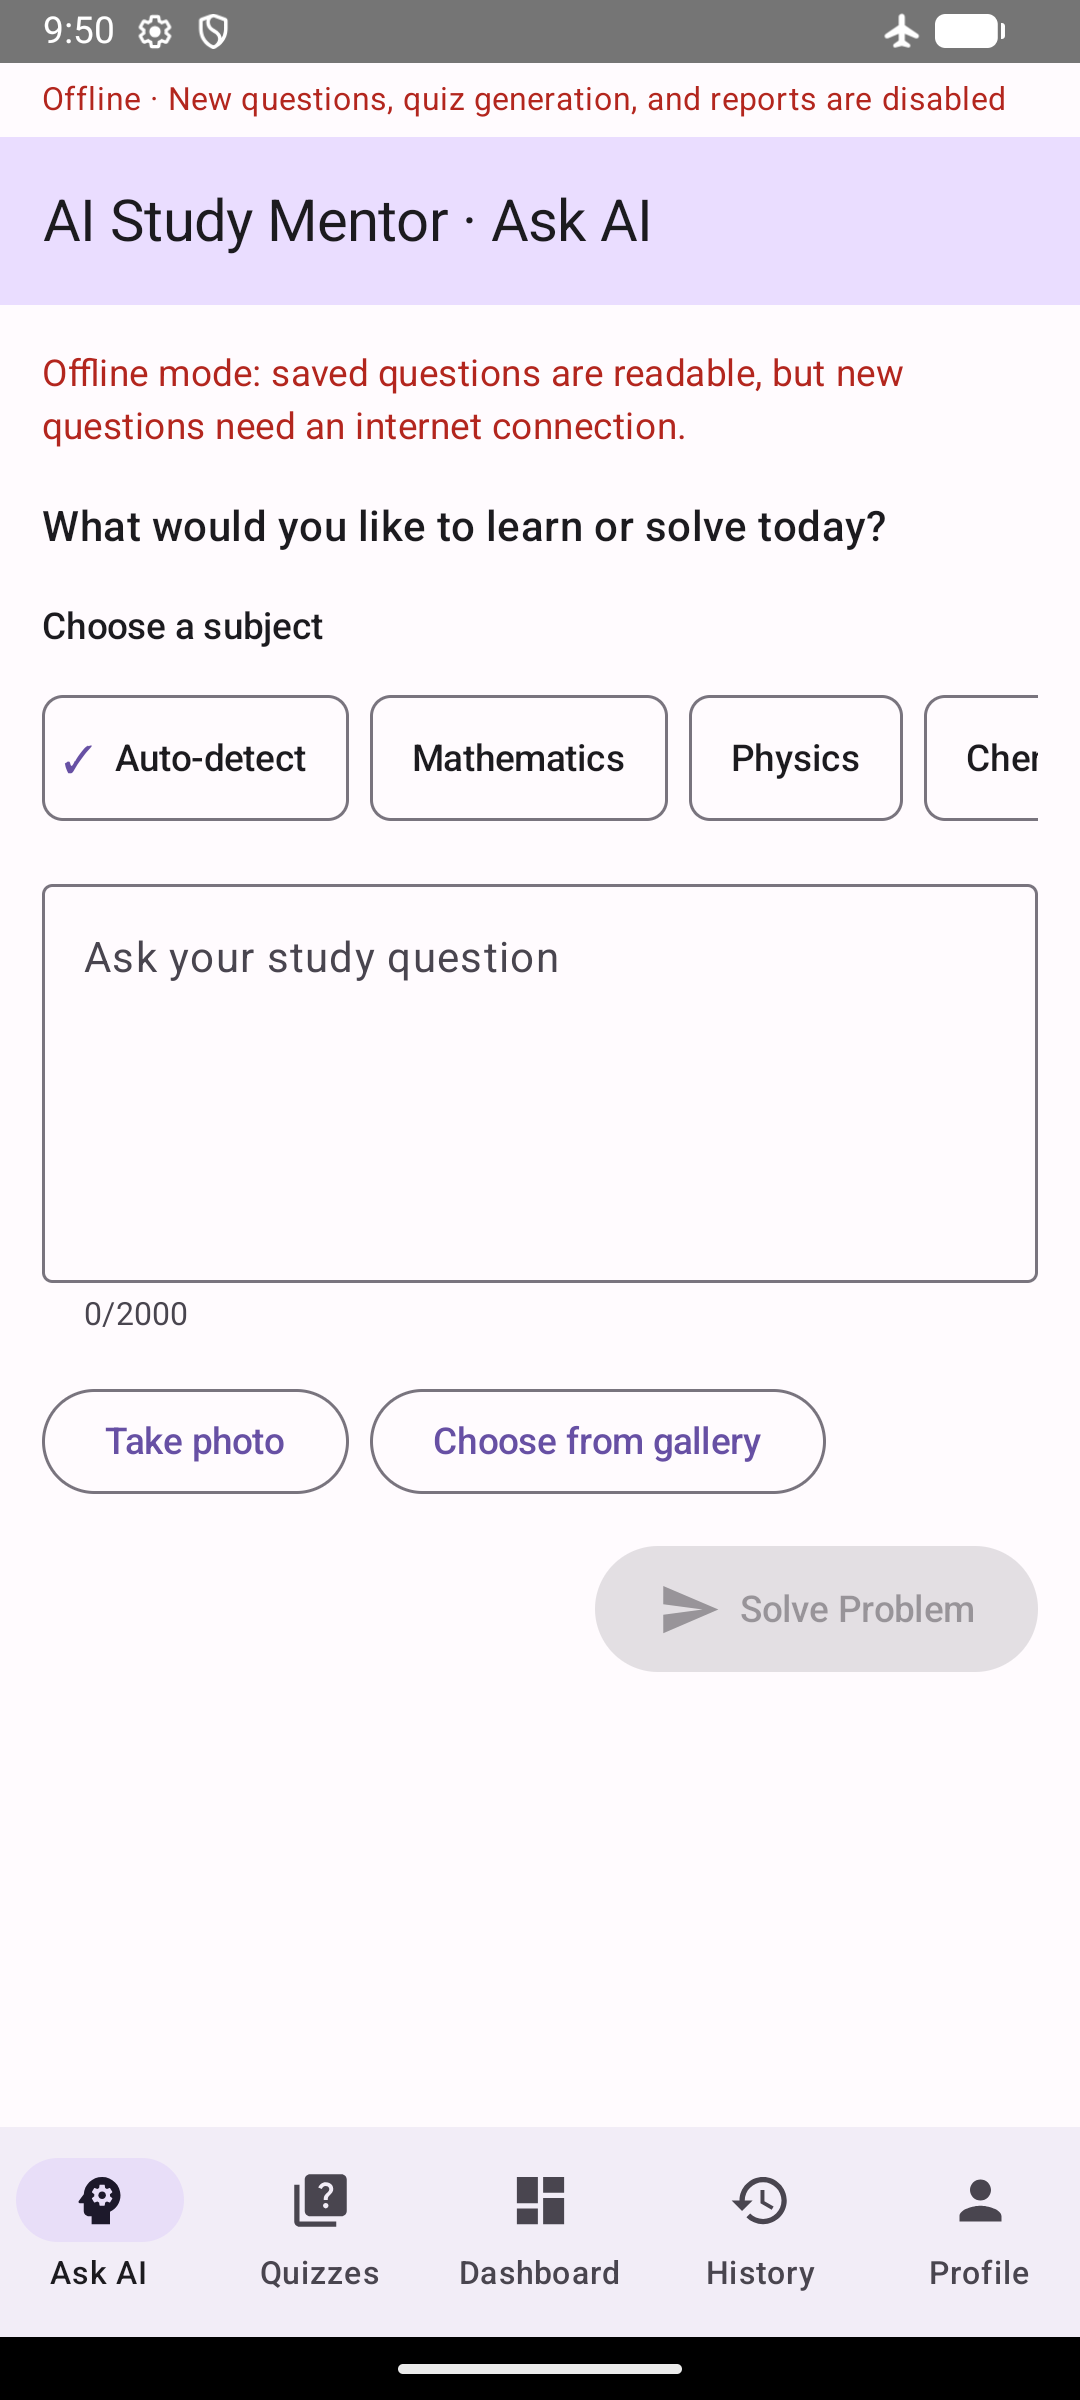 9:50
Offline · New questions, quiz generation, and reports are disabled
AI Study Mentor · Ask AI
Offline mode: saved questions are readable, but new
questions need an internet connection.
What would you like to learn or solve today?
Choose a subject
✓ Auto-detect
Mathematics
Physics
Cher
Ask your study question
0/2000
Take photo
Choose from gallery
Solve Problem
Ask AI
Quizzes
Dashboard
History
Profile